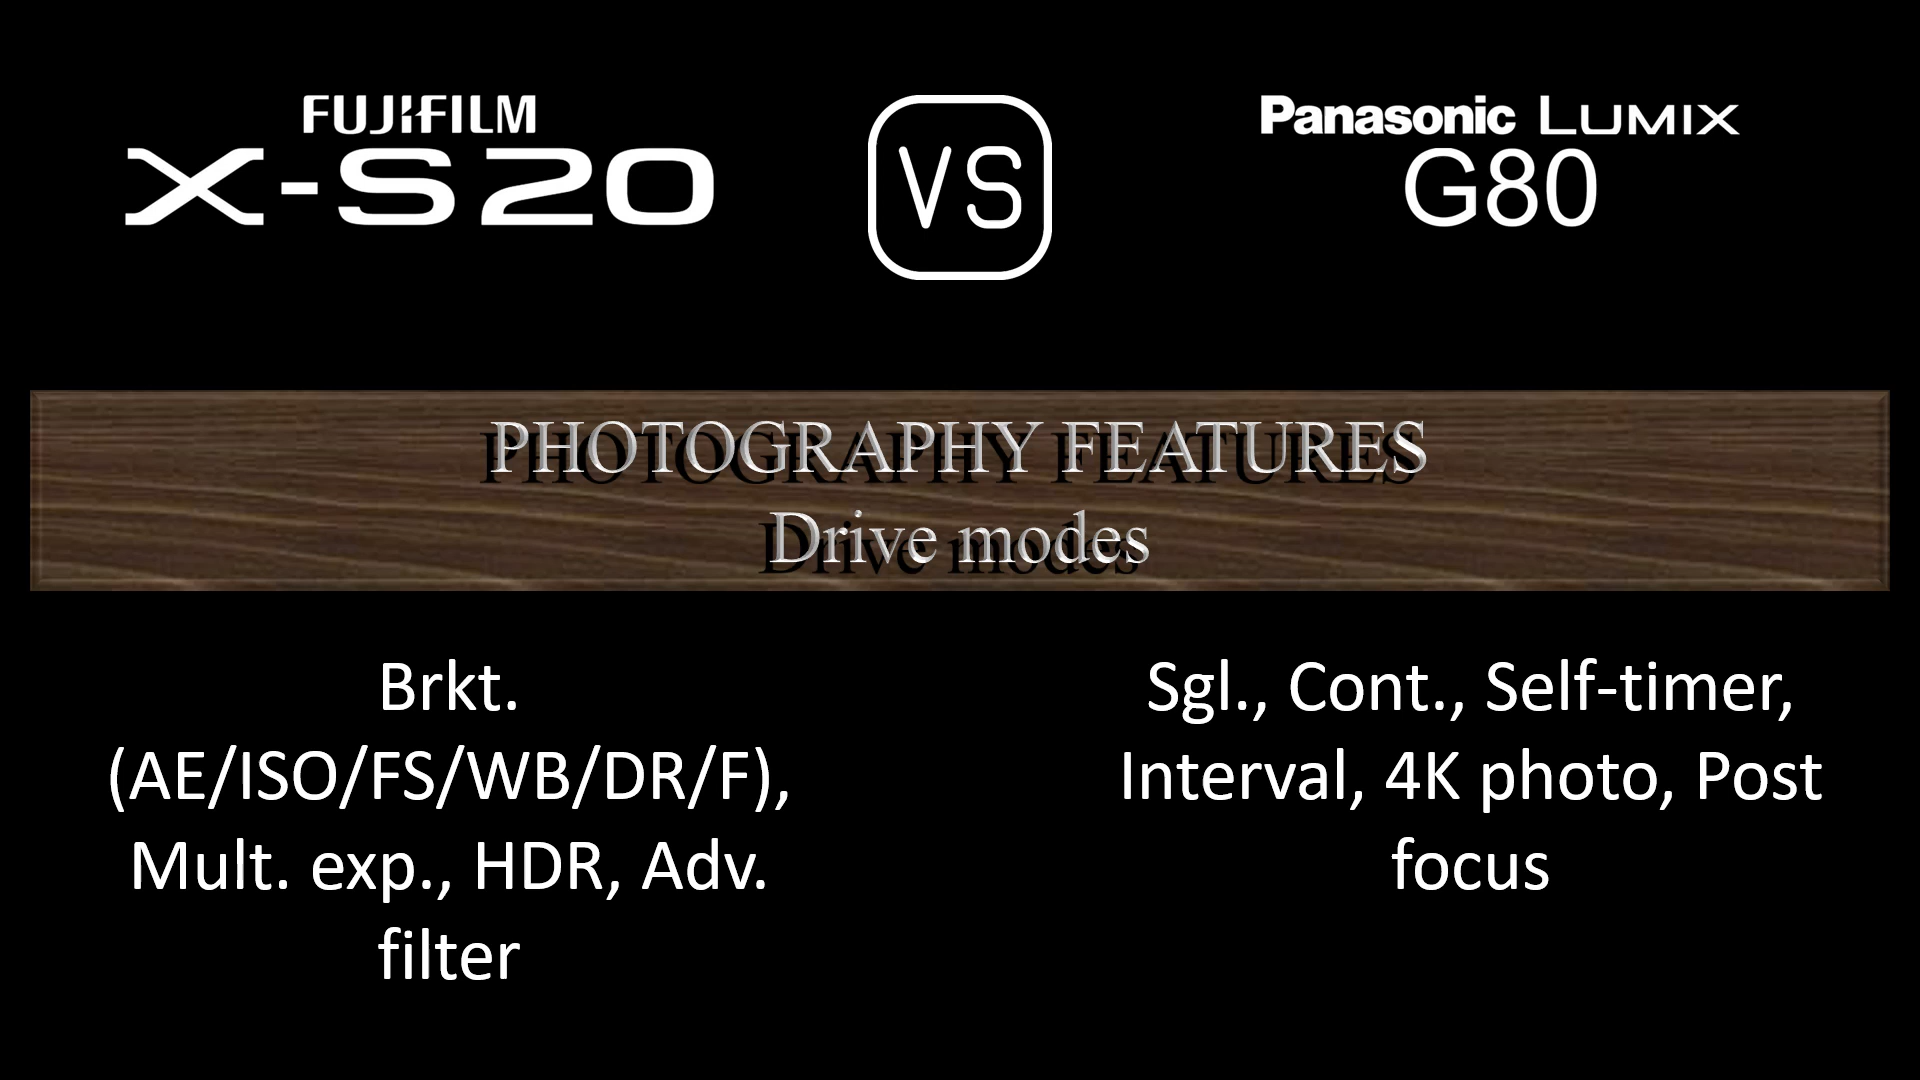 FUJIFILM
X-S20
VS
Panasonic LUMIX
G80
PHOTOGRAPHY FEATURES
Drive modes
Brkt.
(AE/ISO/FS/WB/DR/F),
Mult. exp., HDR, Adv.
filter
Sgl., Cont., Self-timer,
Interval, 4K photo, Post
focus